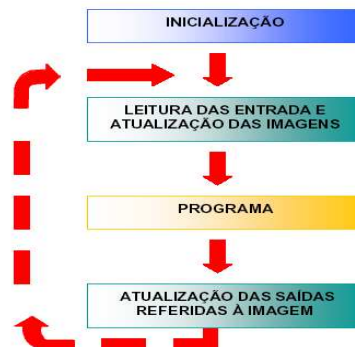 INICIALIZAÇÃO
LEITURA DAS ENTRADA E
ATUALIZAÇÃO DAS IMAGENS
PROGRAMA
ATUALIZAÇÃO DAS SAÍDAS
REFERIDAS À IMAGEM